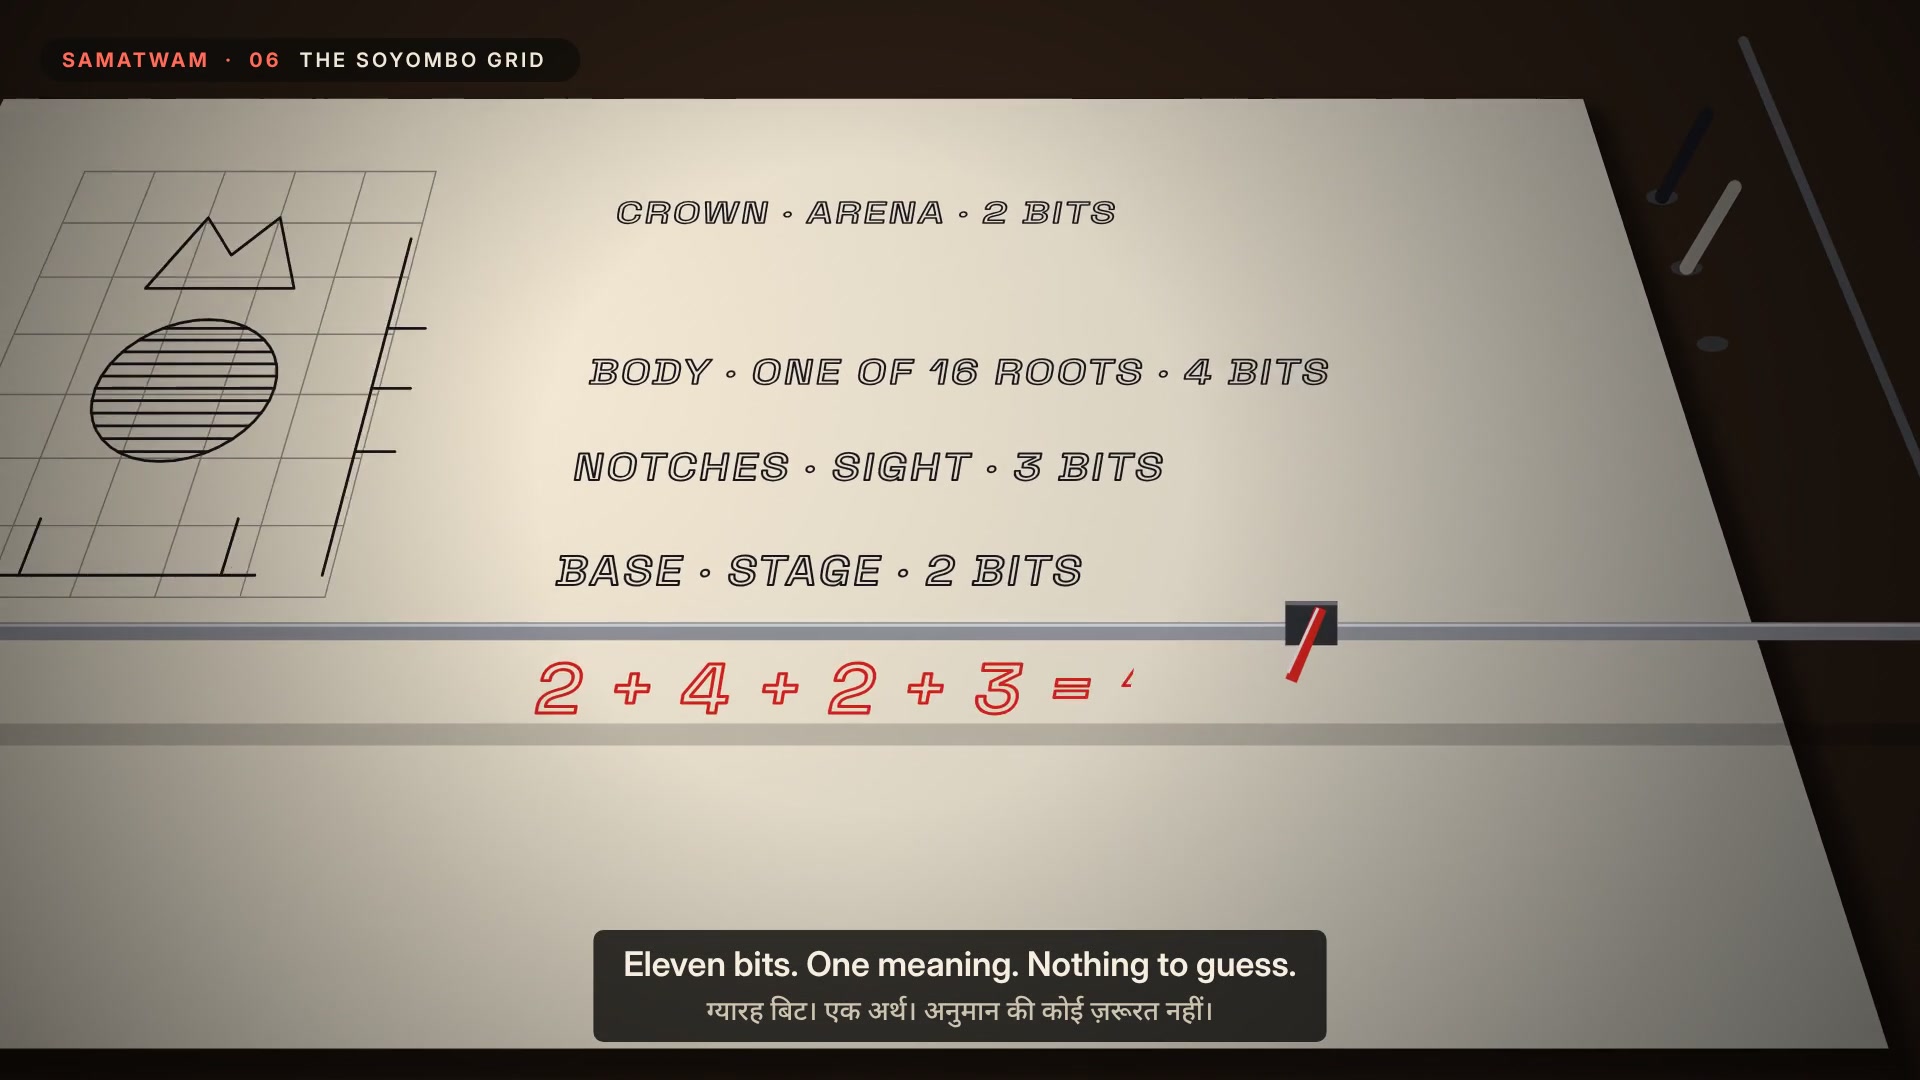 SAMATWAM · 06 THE SOYOMBO GRID
CROWN · ARENA · 2 BITS
BODY · ONE OF 16 ROOTS · 4 BITS
NOTCHES · SIGHT · 3 BITS
BASE · STAGE · 2 BITS
2 + 4 + 2 + 3 =
Eleven bits. One meaning. Nothing to guess.
ग्यारह बिट। एक अर्थ। अनुमान की कोई ज़रूरत नहीं।